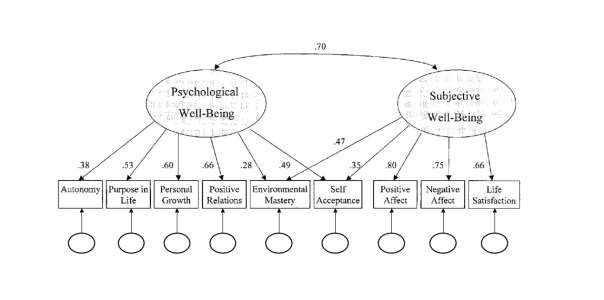 .70
Psychological
Well-Being
Subjective
Well-Being
.47
.38
.53
.60
.66
.28
.49
.35
.80
.75
.66
Autonomy
Purpose in
Life
Personal
Growth
Positive
Relations
Environmental
Mastery
Self
Acceptance
Positive
Affect
Negative
Affect
Life
Satisfaction